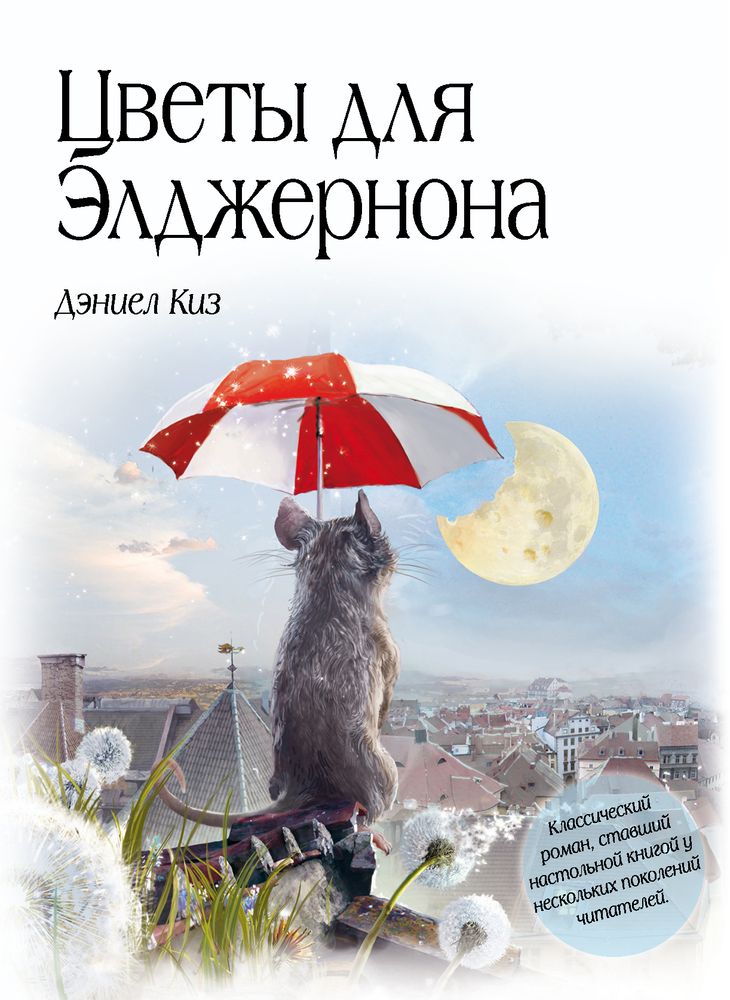 Цветы для
Элджернона
Дэниел Киз
Классический
роман, ставший
настольной книгой у
нескольких поколений
читателей.